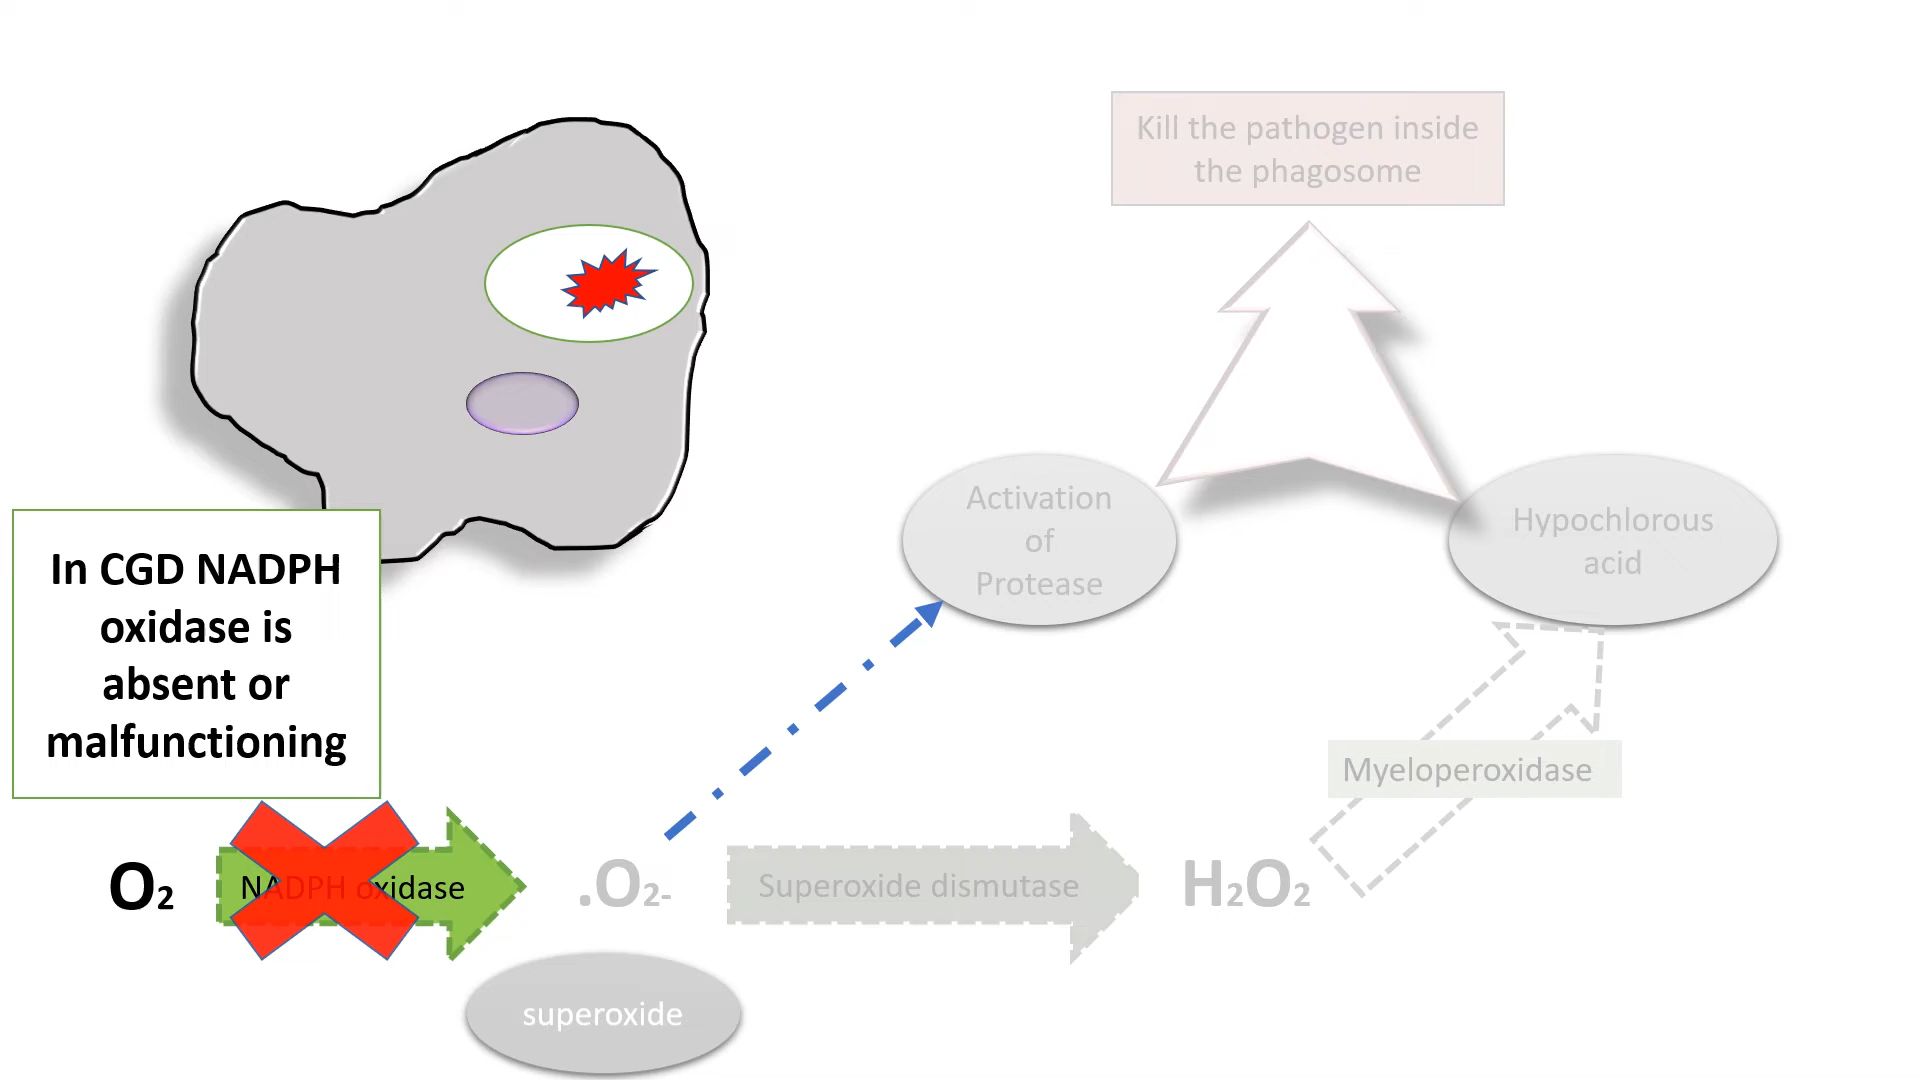 Kill the pathogen inside
the phagosome
Activation
of
Protease
Hypochlorous
acid
In CGD NADPH
oxidase is
absent or
malfunctioning
Myeloperoxidase
O₂
NADPH oxidase
.O₂-
Superoxide dismutase
H₂O₂
superoxide